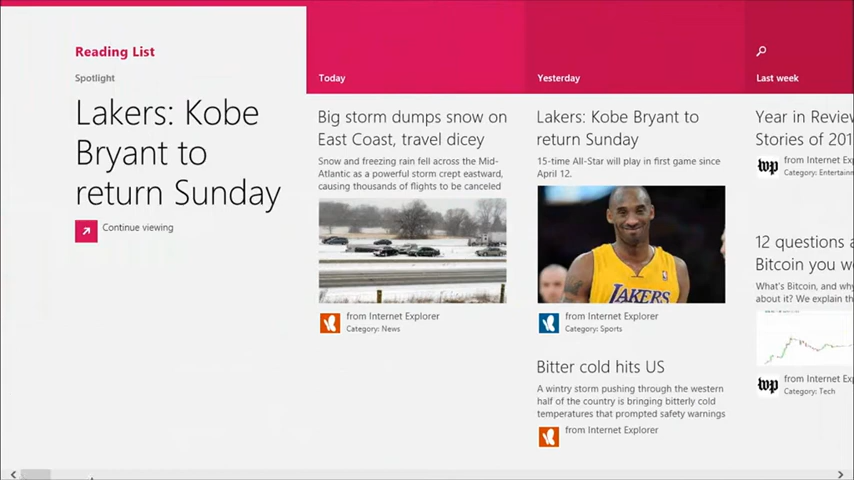 Reading List
Spotlight
Lakers: Kobe
Bryant to
return Sunday
Continue viewing
Today
Big storm dumps snow on
East Coast, travel dicey
Snow and freezing rain fell across the Mid-
Atlantic as a powerful storm crept eastward,
causing thousands of flights to be canceled
from Internet Explorer
Category: News
Yesterday
Lakers: Kobe Bryant to
return Sunday
15-time All-Star will play in first game since
April 12.
LAKERS
from Internet Explorer
Category: Sports
Bitter cold hits US
A wintry storm pushing through the western
half of the country is bringing bitterly cold
temperatures that prompted safety warnings
from Internet Explorer
Last week
Year in Review
Stories of 201
wp
from Internet Exp
Category: Entertainm
12 questions a
Bitcoin you w
What's Bitcoin, and why
about it? We explain th
wp
from Internet Exp
Category: Tech